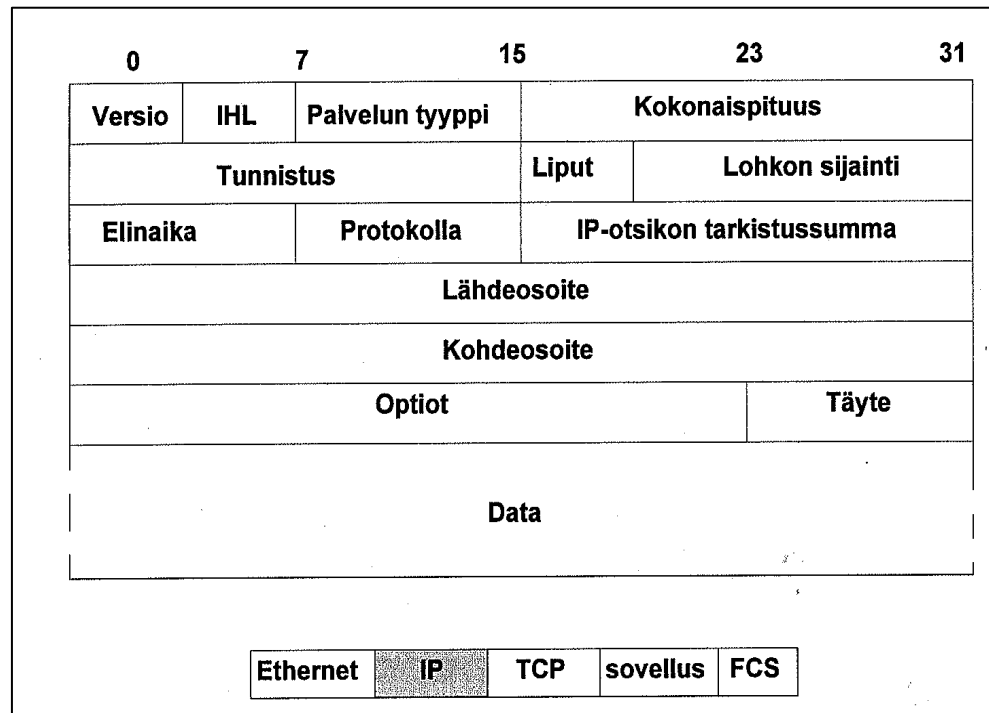 0 7 15 23 31
Versio IHL Palvelun tyyppi Kokonaispituus
Tunnistus Liput Lohkon sijainti
Elinaika Protokolla IP-otsikon tarkistussumma
Lähdeosoite
Kohdeosoite
Optiot Täyte
Data
Ethernet IP TCP sovellus FCS